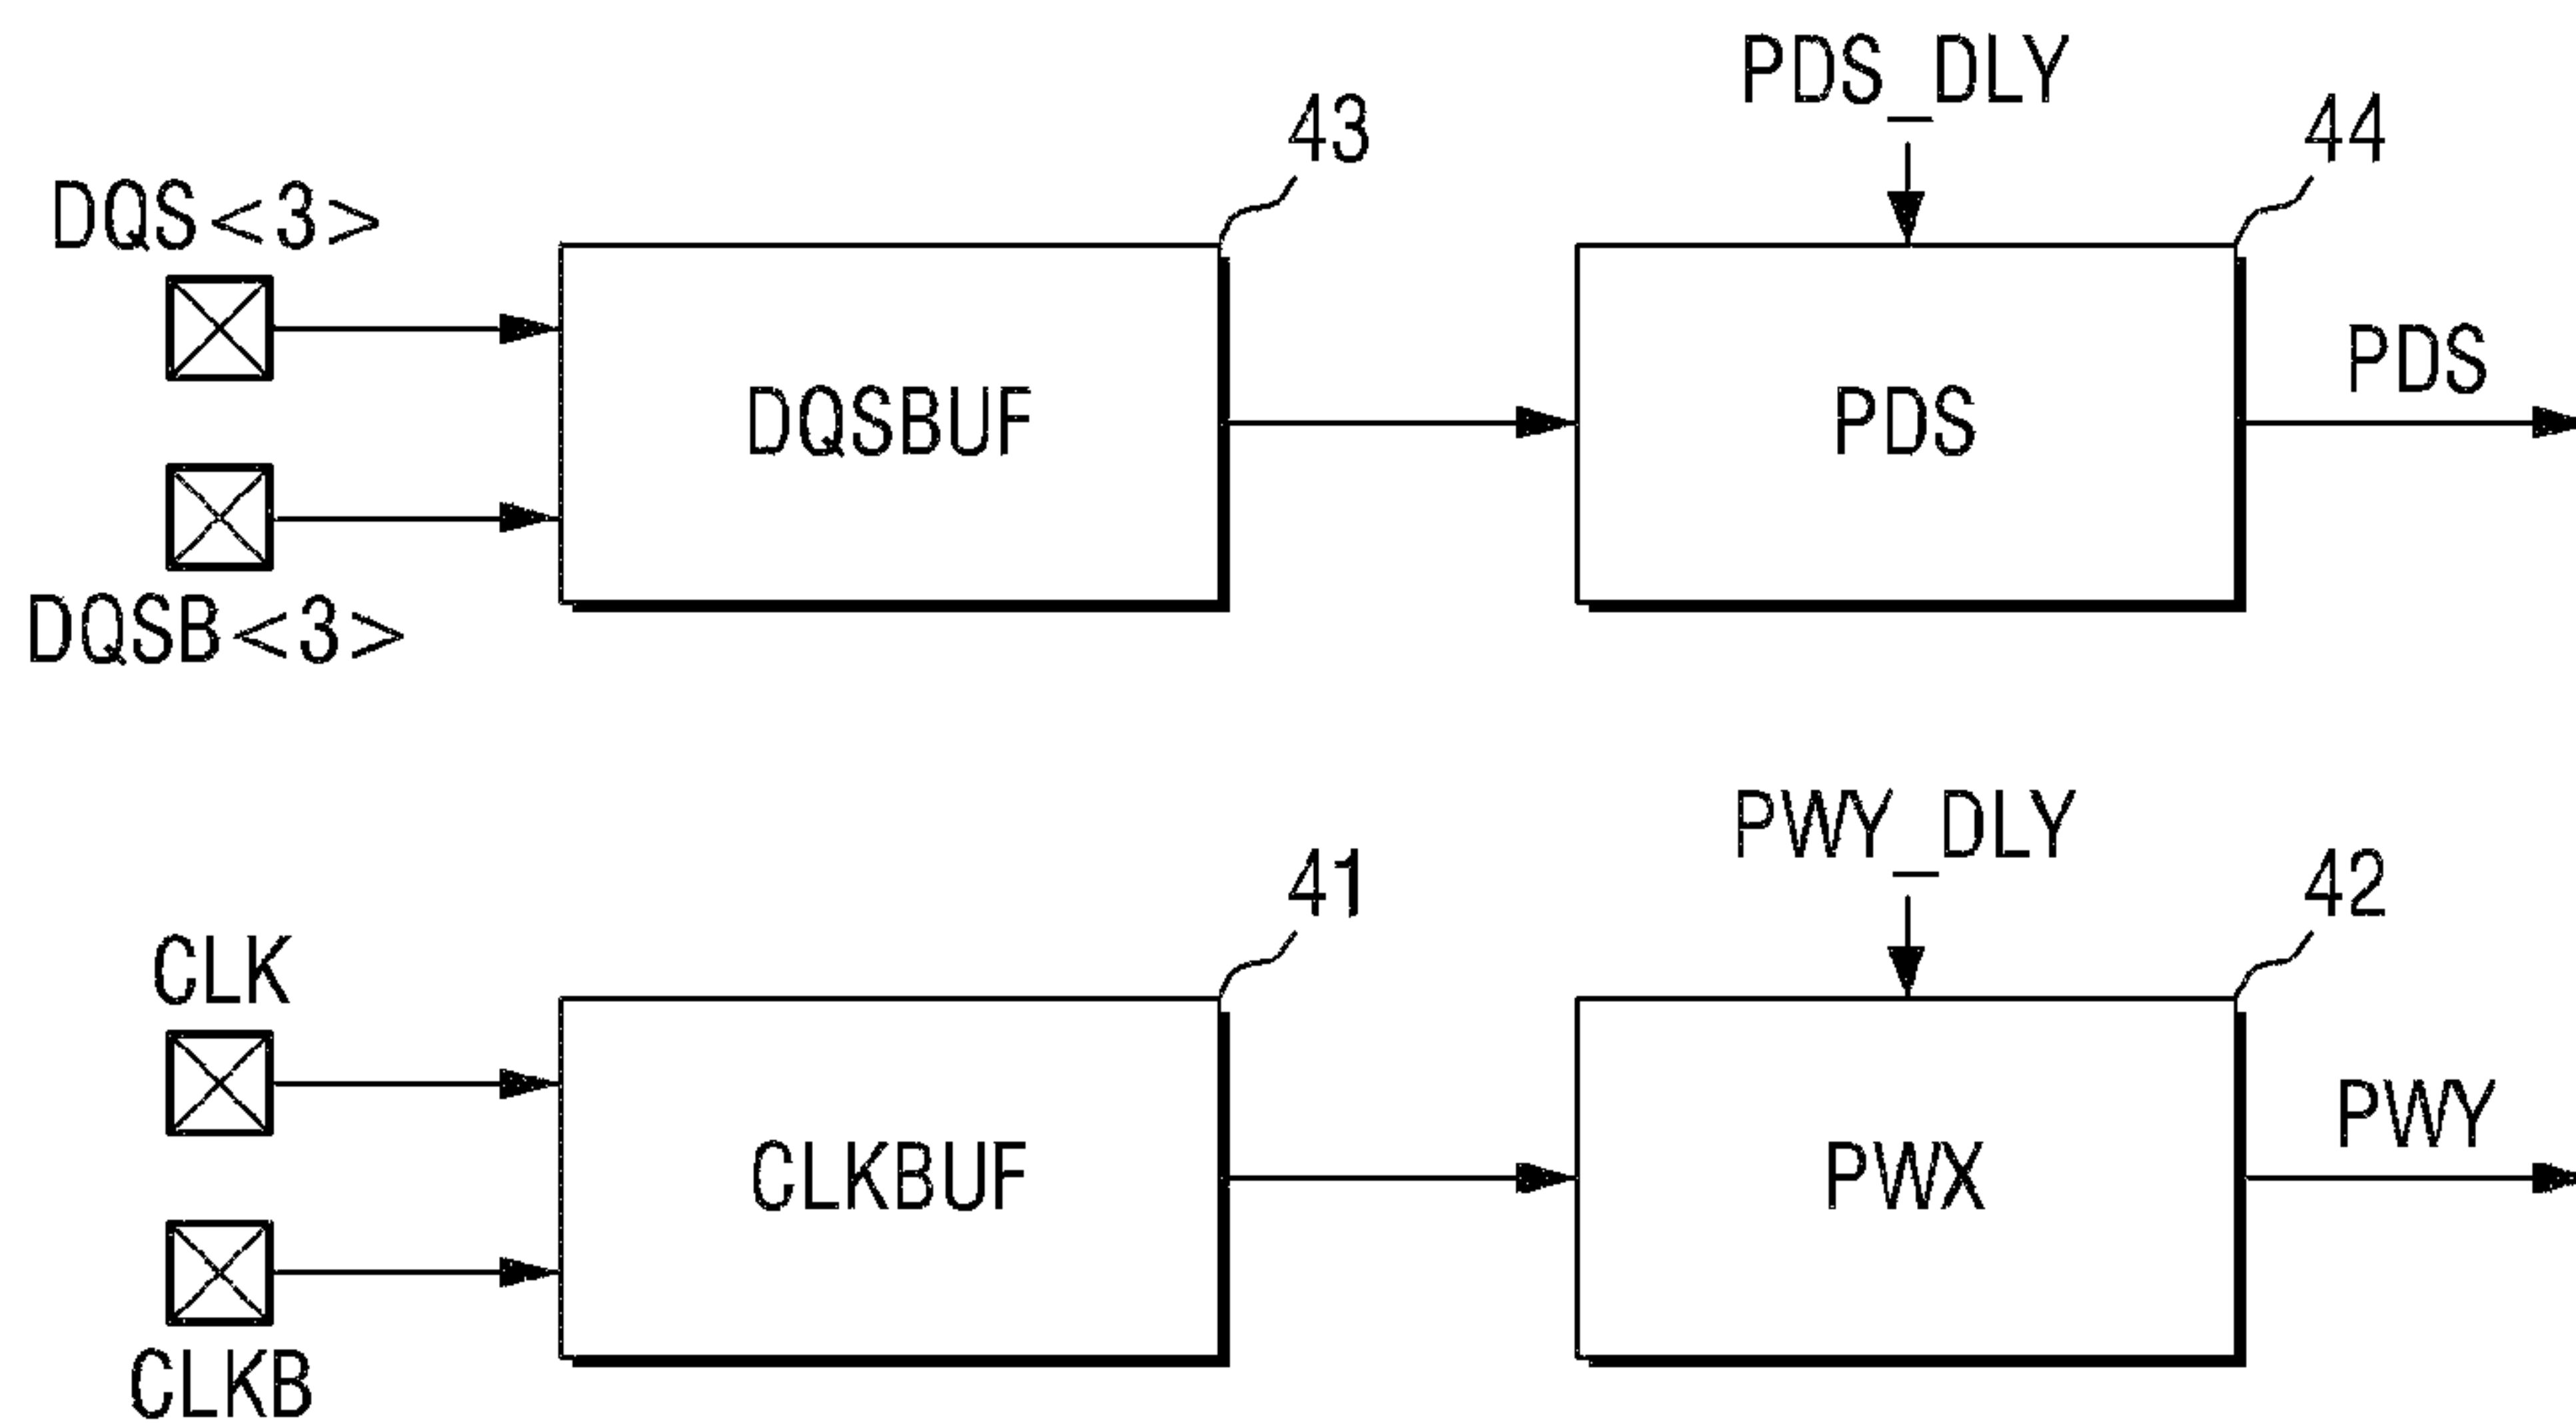 PDS_DLY
43
44
DQS<3>
DQSBUF
PDS
PDS
DQSB<3>
PWY_DLY
41
42
CLK
CLKBUF
PWX
PWY
CLKB